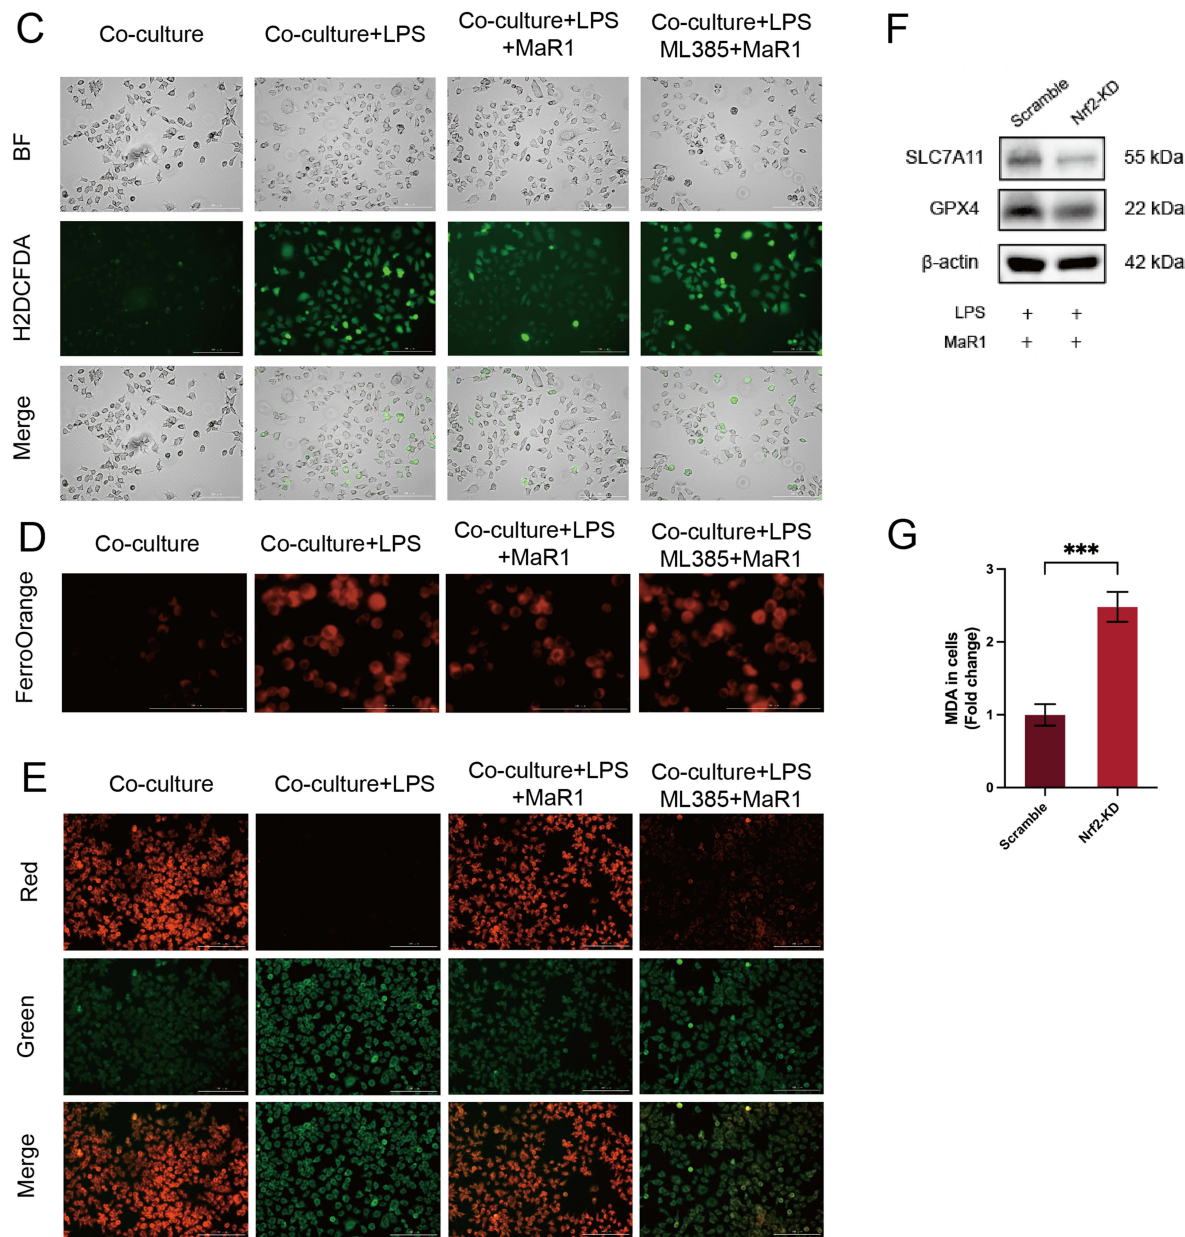 C
Co-culture
Co-culture+LPS
Co-culture+LPS
+MaR1
Co-culture+LPS
ML385+MaR1
BF
H2DCFDA
Merge
D
Co-culture
Co-culture+LPS
Co-culture+LPS
+MaR1
Co-culture+LPS
ML385+MaR1
FerroOrange
E
Co-culture
Co-culture+LPS
Co-culture+LPS
+MaR1
Co-culture+LPS
ML385+MaR1
Red
Green
Merge
F
Scramble
Nrf2-KD
SLC7A11
55 kDa
GPX4
22 kDa
β-actin
42 kDa
LPS + +
MaR1 + +
G
***
MDA in cells
(Fold change)
3
2
1
0
Scramble
Nrf2-KD